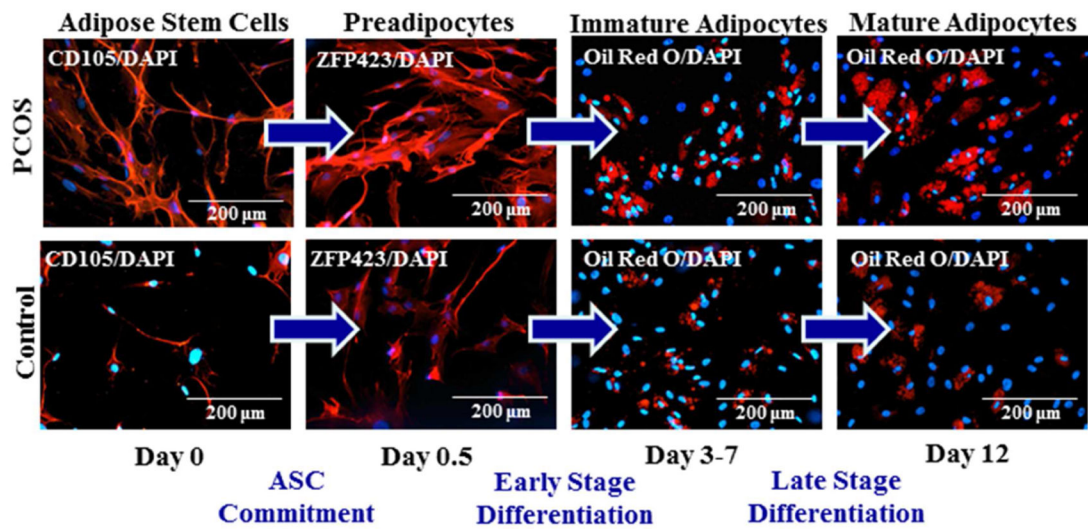 Adipose Stem Cells
Preadipocytes
Immature Adipocytes
Mature Adipocytes
PCOS
CD105/DAPI
ZFP423/DAPI
Oil Red O/DAPI
Oil Red O/DAPI
200 µm
200 µm
200 µm
200 µm
Control
CD105/DAPI
ZFP423/DAPI
Oil Red O/DAPI
Oil Red O/DAPI
200 µm
200 µm
200 µm
200 µm
Day 0
Day 0.5
Day 3-7
Day 12
ASC
Commitment
Early Stage
Differentiation
Late Stage
Differentiation